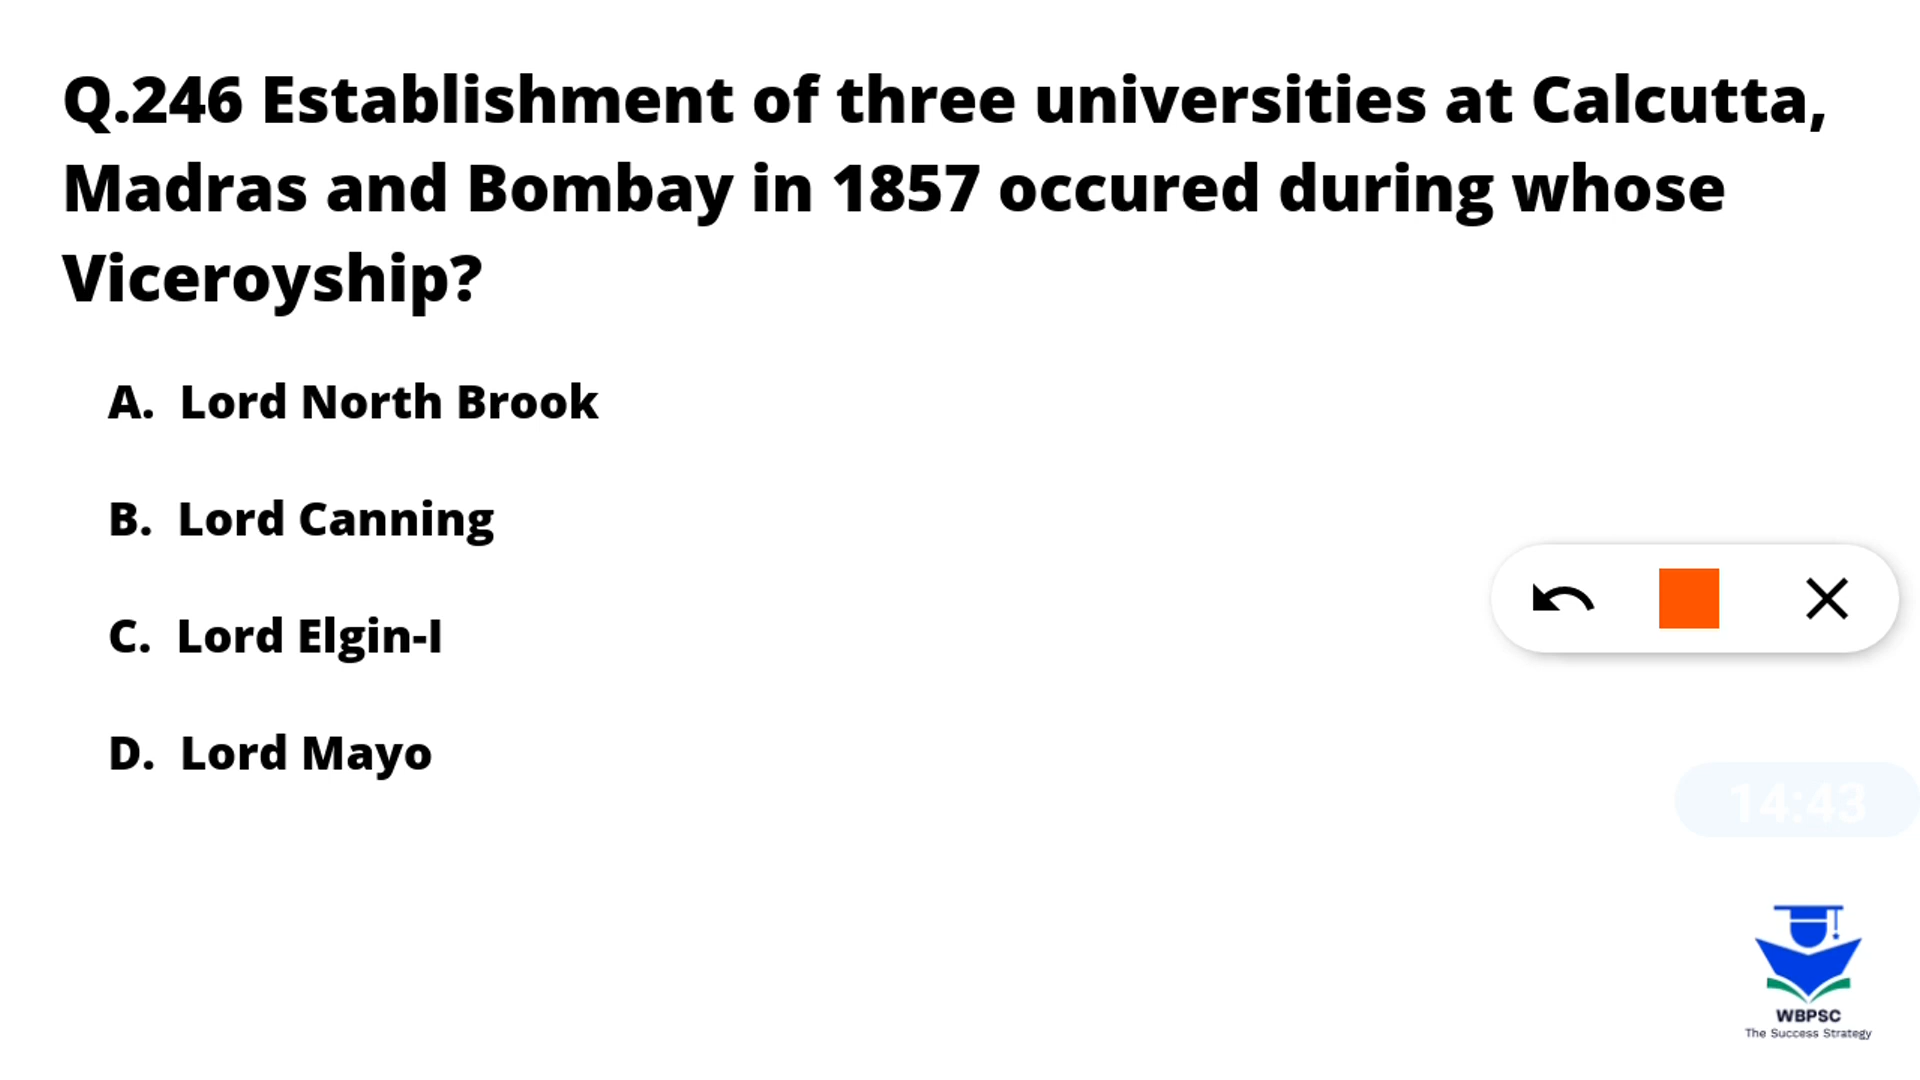 Q.246 Establishment of three universities at Calcutta,
Madras and Bombay in 1857 occured during whose
Viceroyship?
A. Lord North Brook
B. Lord Canning
C. Lord Elgin-I
D. Lord Mayo
14:43
WBPSC
The Success Strategy